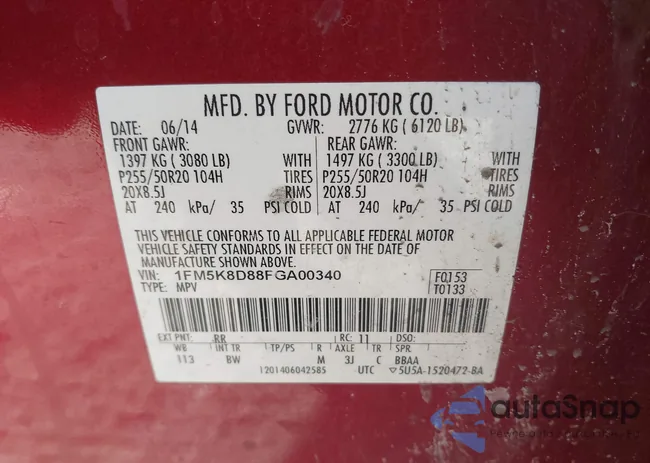 MFD. BY FORD MOTOR CO.
DATE: 06/14 GVWR: 2776 KG ( 6120 LB)
FRONT GAWR: REAR GAWR:
1397 KG ( 3080 LB) WITH 1497 KG ( 3300 LB) WITH
P255/50R20 104H TIRES P255/50R20 104H TIRES
20X8.5J RIMS 20X8.5J RIMS
AT 240 kPa/ 35 PSI COLD AT 240 kPa/ 35 PSI COLD
THIS VEHICLE CONFORMS TO ALL APPLICABLE FEDERAL MOTOR
VEHICLE SAFETY STANDARDS IN EFFECT ON THE DATE OF
MANUFACTURE SHOWN ABOVE.
VIN: 1FM5K8D88FGA00340 F0153
TYPE: MPV T0133
EXT PNT: RR RC: 11 DSO:
WB INT TR TP/PS R AXLE TR SPR
113 BW M 3J C BBAA
1201406042585 UTC ▽5U5A-1520472-8A
autoSnap